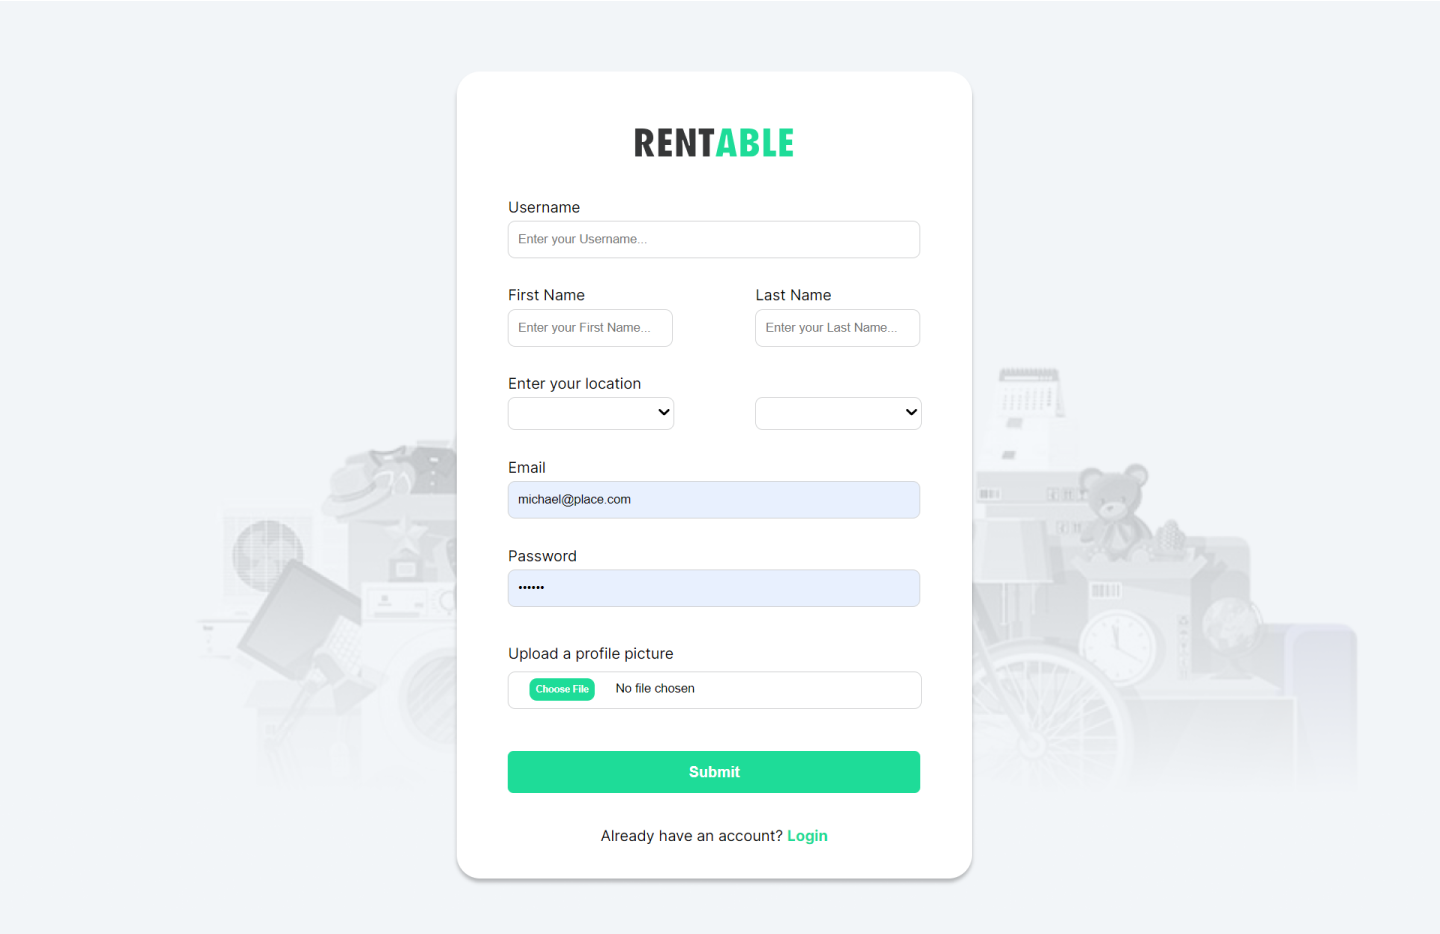 RENTABLE
Username
Enter your Username...
First Name
Last Name
Enter your First Name...
Enter your Last Name...
Enter your location
Email
michael@place.com
Password
••••••
Upload a profile picture
Choose File
No file chosen
Submit
Already have an account? Login